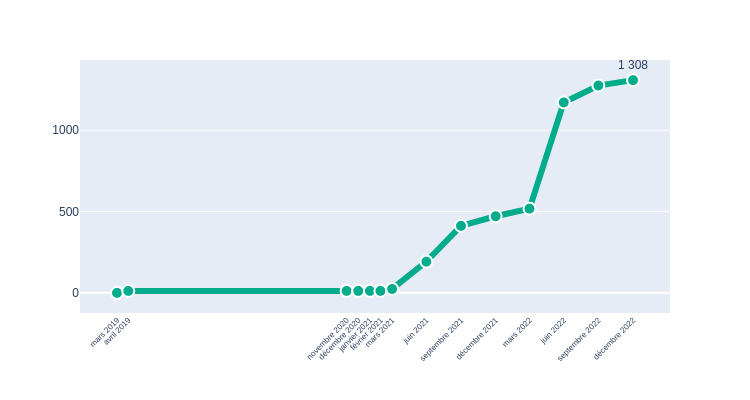 1 308
1000
500
0
mars 2019
avril 2019
novembre 2020
décembre 2020
janvier 2021
février 2021
mars 2021
juin 2021
septembre 2021
décembre 2021
mars 2022
juin 2022
septembre 2022
décembre 2022